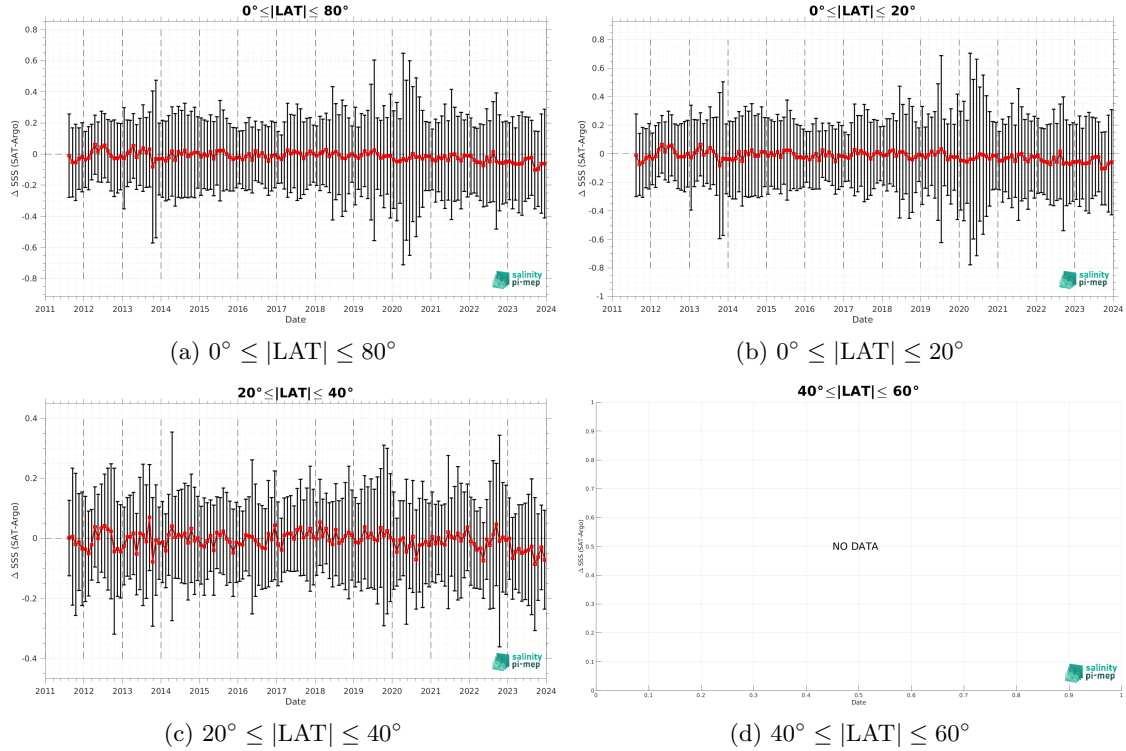 0°≤|LAT|≤ 80°
0.8
0.6
0.4
0.2
0
-0.2
-0.4
-0.6
-0.8
Δ SSS (SAT-Argo)
2011 2012 2013 2014 2015 2016 2017 2018 2019 2020 2021 2022 2023 2024
Date
salinity
pi-mep
(a) 0° ≤ |LAT| ≤ 80°
0°≤|LAT|≤ 20°
0.8
0.6
0.4
0.2
0
-0.2
-0.4
-0.6
-0.8
-1
Δ SSS (SAT-Argo)
2011 2012 2013 2014 2015 2016 2017 2018 2019 2020 2021 2022 2023 2024
Date
salinity
pi-mep
(b) 0° ≤ |LAT| ≤ 20°
20°≤|LAT|≤ 40°
0.4
0.2
0
-0.2
-0.4
Δ SSS (SAT-Argo)
2011 2012 2013 2014 2015 2016 2017 2018 2019 2020 2021 2022 2023 2024
Date
salinity
pi-mep
(c) 20° ≤ |LAT| ≤ 40°
40°≤|LAT|≤ 60°
1
0.9
0.8
0.7
0.6
0.5
0.4
0.3
0.2
0.1
0
Δ SSS (SAT-Argo)
NO DATA
0 0.1 0.2 0.3 0.4 0.5 0.6 0.7 0.8 0.9 1
Date
salinity
pi-mep
(d) 40° ≤ |LAT| ≤ 60°